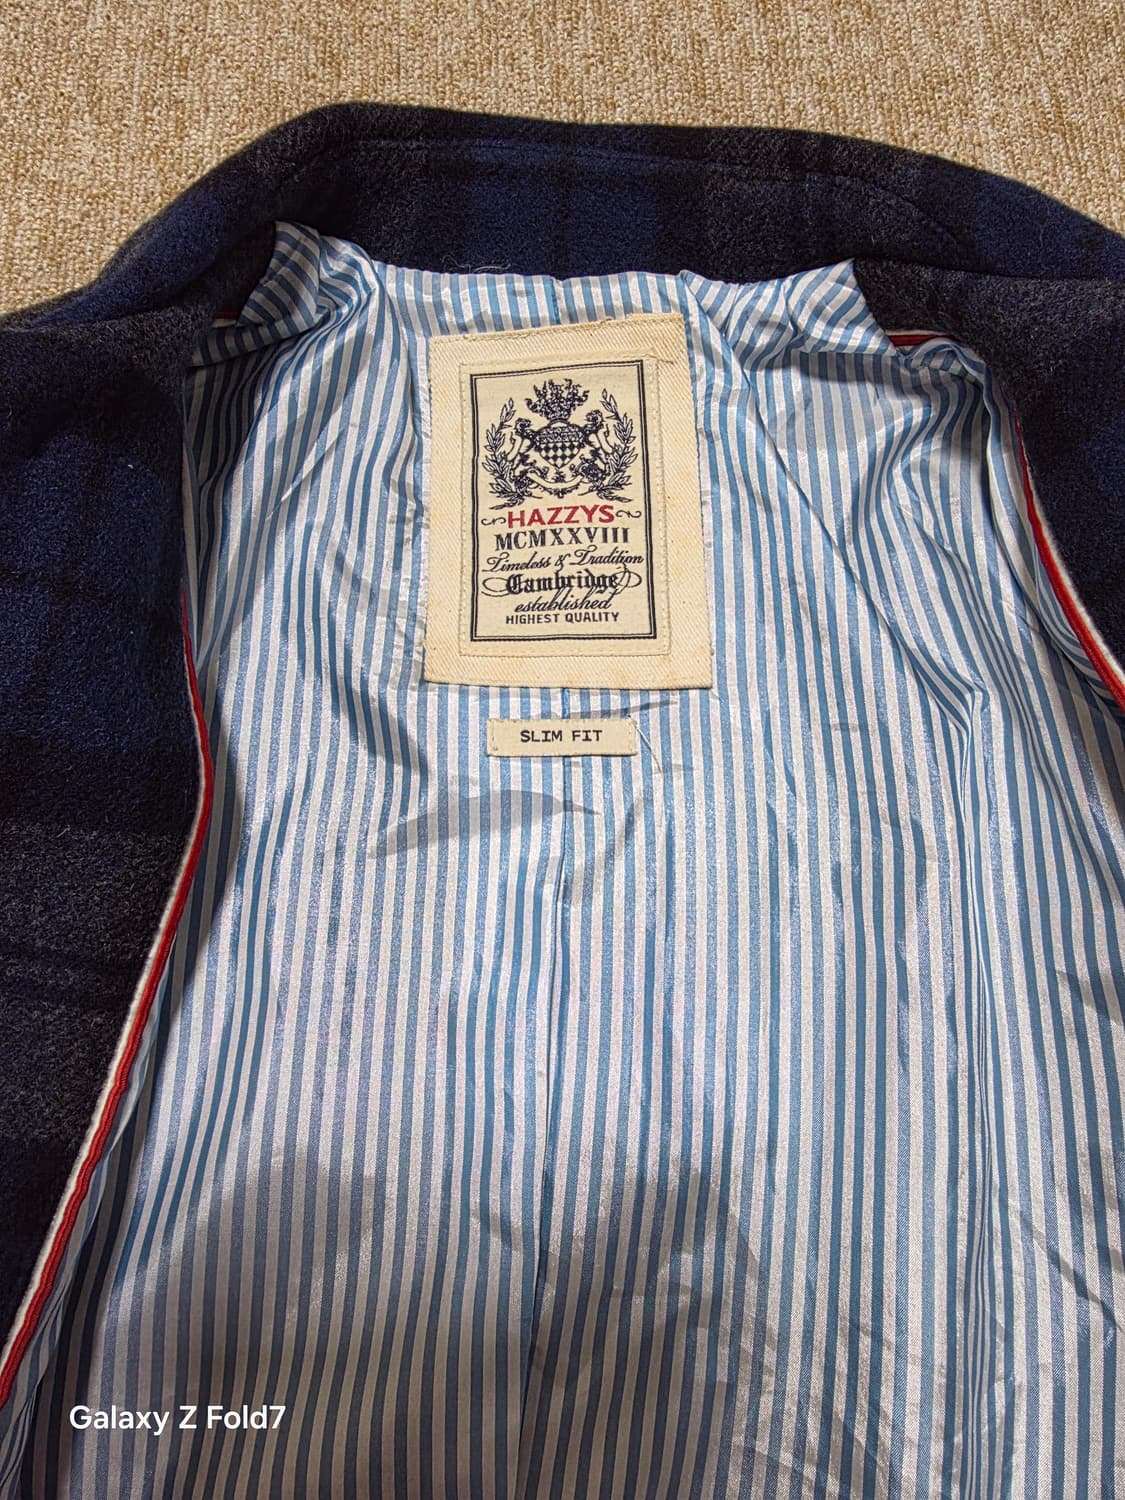 HAZZYS
MCMXXVIII
Timeless & Tradition
Cambridge
established
HIGHEST QUALITY
SLIM FIT
Galaxy Z Fold7